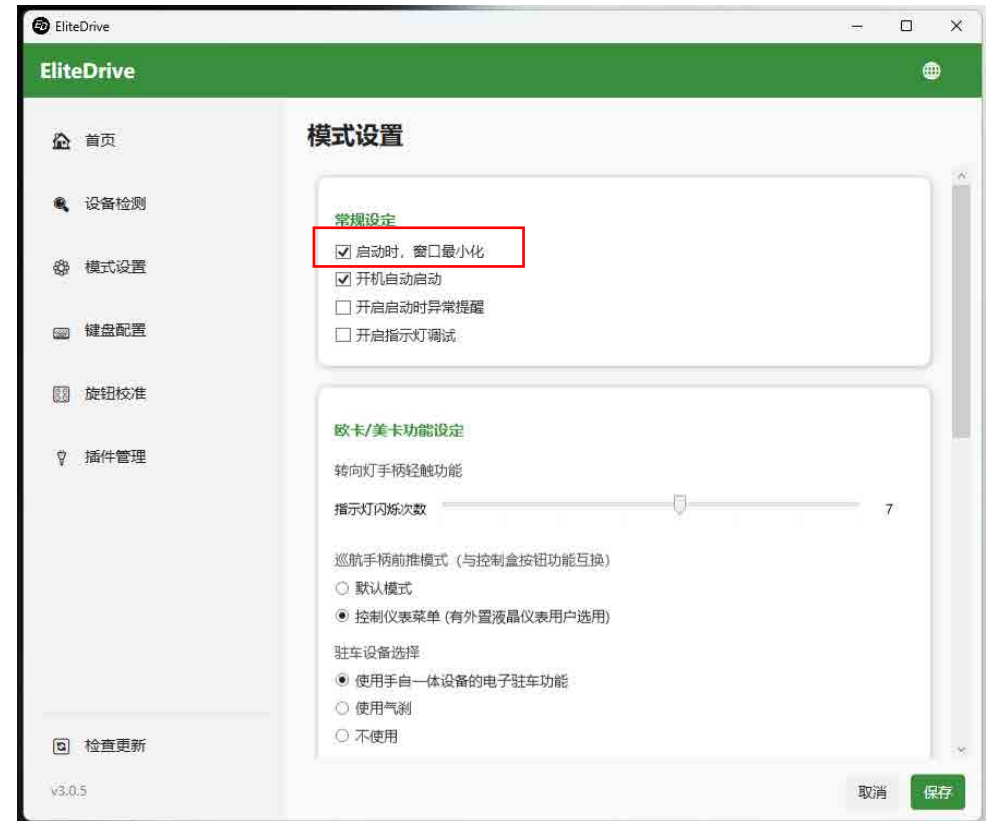 EliteDrive
EliteDrive
首页
设备检测
模式设置
键盘配置
旋钮校准
插件管理
检查更新
v3.0.5
模式设置
常规设定
启动时，窗口最小化
开机自动启动
开启启动时异常提醒
开启指示灯调试
欧卡/美卡功能设定
转向灯手柄轻触功能
指示灯闪烁次数 7
巡航手柄前推模式（与控制盒按钮功能互换）
默认模式
控制仪表菜单 (有外置液晶仪表用户选用)
驻车设备选择
使用手自一体设备的电子驻车功能
使用气刹
不使用
取消
保存